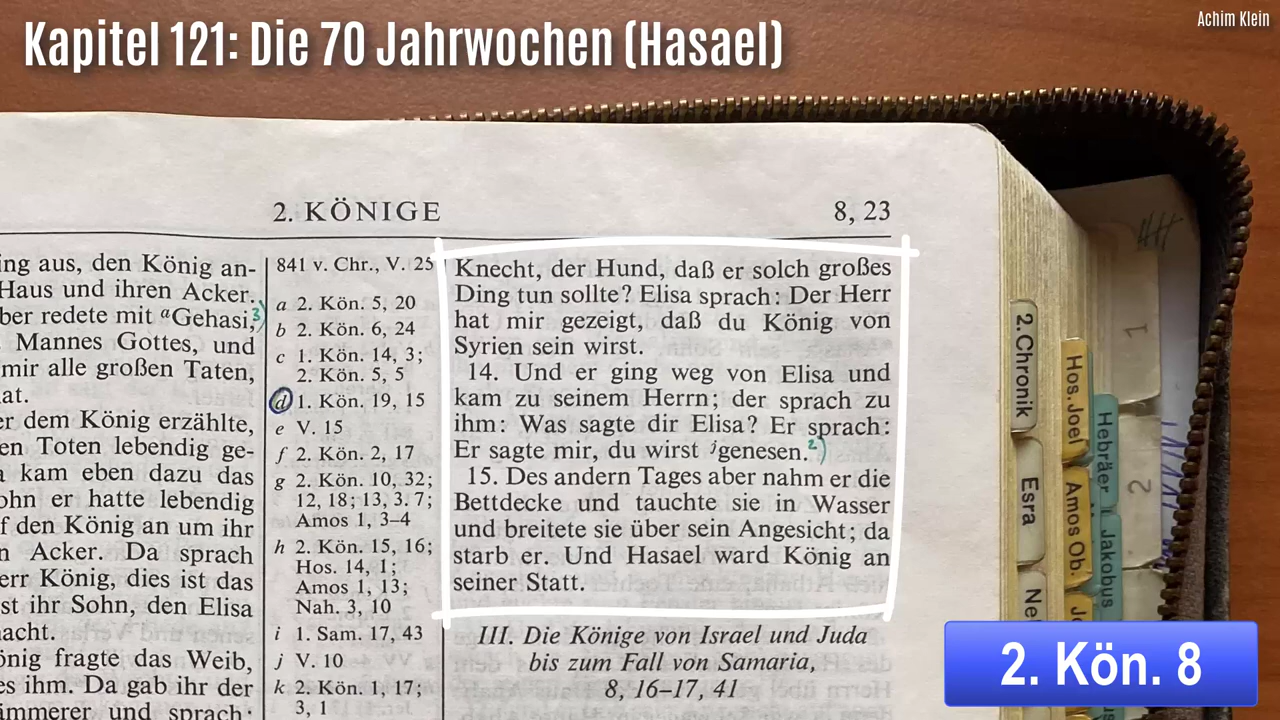 Kapitel 121: Die 70 Jahrwochen (Hasael)
Achim Klein
2. KÖNIGE
8, 23
ing aus, den König an-
Haus und ihren Acker.
ber redete mit ᵃGehasi, 3)
Mannes Gottes, und
mir alle großen Taten,
at.
er dem König erzählte,
en Toten lebendig ge-
kam eben dazu das
ohn er hatte lebendig
f den König an um ihr
n Acker. Da sprach
err König, dies ist das
st ihr Sohn, den Elisa
acht.
önig fragte das Weib,
es ihm. Da gab ihr der
ämmerer und sprach:
841 v. Chr., V. 25
a 2. Kön. 5, 20
b 2. Kön. 6, 24
c 1. Kön. 14, 3;
2. Kön. 5, 5
d 1. Kön. 19, 15
e V. 15
f 2. Kön. 2, 17
g 2. Kön. 10, 32;
12, 18; 13, 3. 7;
Amos 1, 3–4
h 2. Kön. 15, 16;
Hos. 14, 1;
Amos 1, 13;
Nah. 3, 10
i 1. Sam. 17, 43
j V. 10
k 2. Kön. 1, 17;
3, 1
Knecht, der Hund, daß er solch großes
Ding tun sollte? Elisa sprach: Der Herr
hat mir gezeigt, daß du König von
Syrien sein wirst.
14. Und er ging weg von Elisa und
kam zu seinem Herrn; der sprach zu
ihm: Was sagte dir Elisa? Er sprach:
Er sagte mir, du wirst ʲgenesen. 2)
15. Des andern Tages aber nahm er die
Bettdecke und tauchte sie in Wasser
und breitete sie über sein Angesicht; da
starb er. Und Hasael ward König an
seiner Statt.
III. Die Könige von Israel und Juda
bis zum Fall von Samaria,
8, 16–17, 41
2. Chronik
Esra
Ne
Hos. Joel
Amos Ob.
Jo
Hebräer
Jakobus
1
2
2. Kön. 8